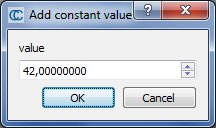 Add constant value
value
42,00000000
OK
Cancel